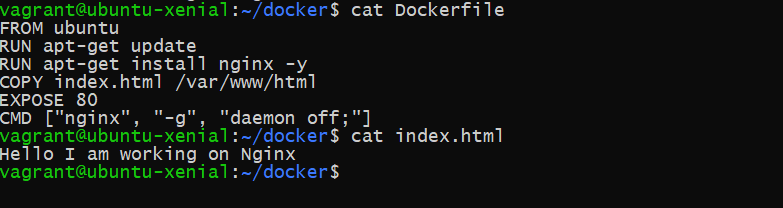 vagrant@ubuntu-xenial:~/docker$ cat Dockerfile
FROM ubuntu
RUN apt-get update
RUN apt-get install nginx -y
COPY index.html /var/www/html
EXPOSE 80
CMD ["nginx", "-g", "daemon off;"]
vagrant@ubuntu-xenial:~/docker$ cat index.html
Hello I am working on Nginx
vagrant@ubuntu-xenial:~/docker$